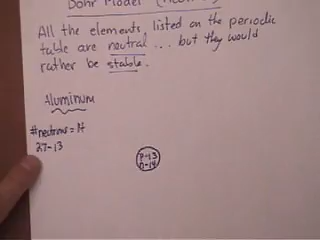 Bohr Model
All the elements listed on the periodic
table are neutral ... but they would
rather be stable.
Aluminum
#neutrons = 14
27-13
P-13
n-14